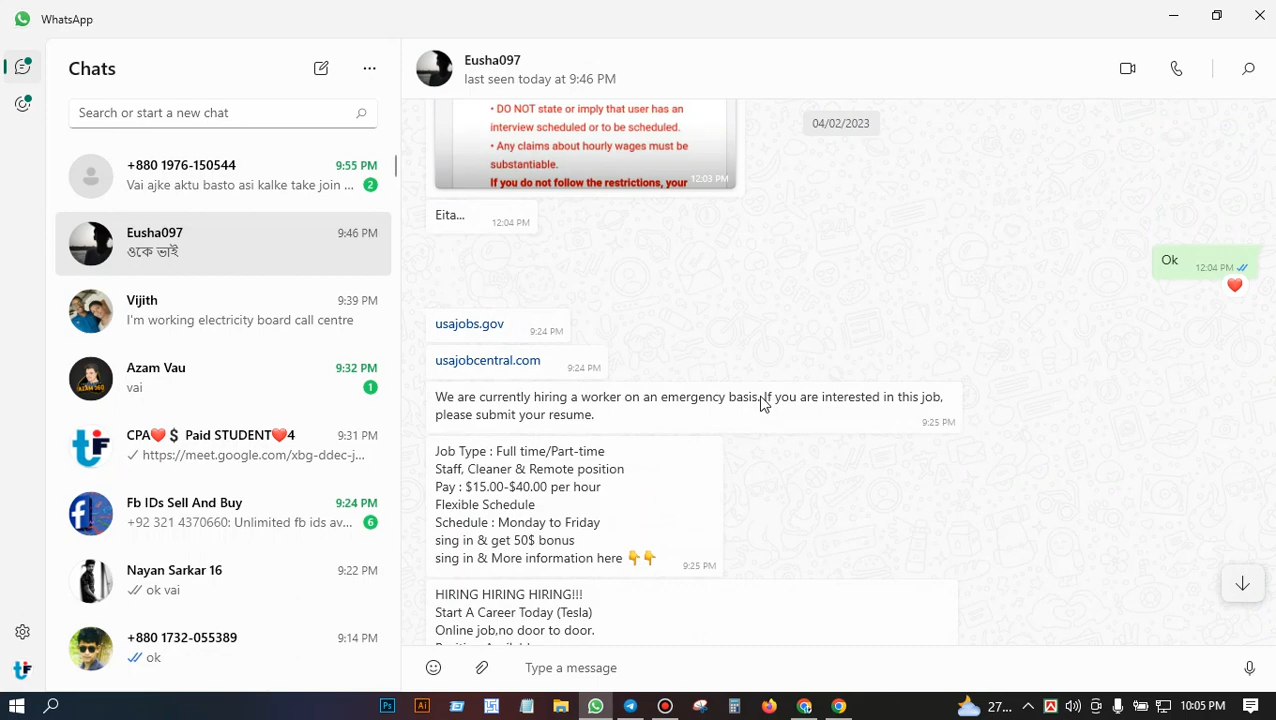 WhatsApp
Chats
Search or start a new chat
+880 1976-150544
9:55 PM
Vai ajke aktu basto asi kalke take join ...
2
Eusha097
9:46 PM
ওকে ভাই
Vijith
9:39 PM
I'm working electricity board call centre
Azam Vau
9:32 PM
vai
1
CPA❤️💲 Paid STUDENT❤️4
9:31 PM
✓ https://meet.google.com/xbg-ddec-j...
Fb IDs Sell And Buy
9:24 PM
+92 321 4370660: Unlimited fb ids av...
6
Nayan Sarkar 16
9:22 PM
ok vai
+880 1732-055389
9:14 PM
ok
Eusha097
last seen today at 9:46 PM
04/02/2023
• DO NOT state or imply that user has an
interview scheduled or to be scheduled.
• Any claims about hourly wages must be
substantiable.
If you do not follow the restrictions, your
12:03 PM
Eita...
12:04 PM
Ok
12:04 PM
usajobs.gov
9:24 PM
usajobcentral.com
9:24 PM
We are currently hiring a worker on an emergency basis. If you are interested in this job,
please submit your resume.
9:25 PM
Job Type : Full time/Part-time
Staff, Cleaner & Remote position
Pay : $15.00-$40.00 per hour
Flexible Schedule
Schedule : Monday to Friday
sing in & get 50$ bonus
sing in & More information here 👇👇
9:25 PM
HIRING HIRING HIRING!!!
Start A Career Today (Tesla)
Online job,no door to door.
Type a message
27...
10:05 PM